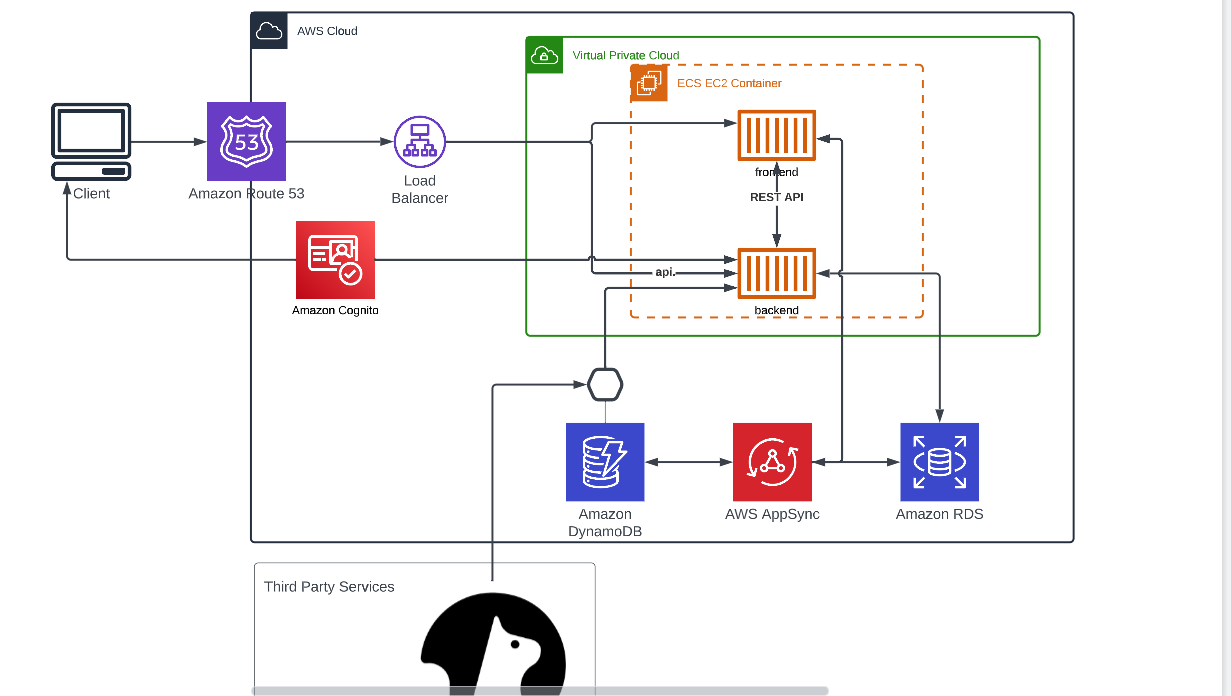 AWS Cloud
Virtual Private Cloud
ECS EC2 Container
53
Client
Amazon Route 53
Load
Balancer
frontend
REST API
api.
backend
Amazon Cognito
Amazon
DynamoDB
AWS AppSync
Amazon RDS
Third Party Services